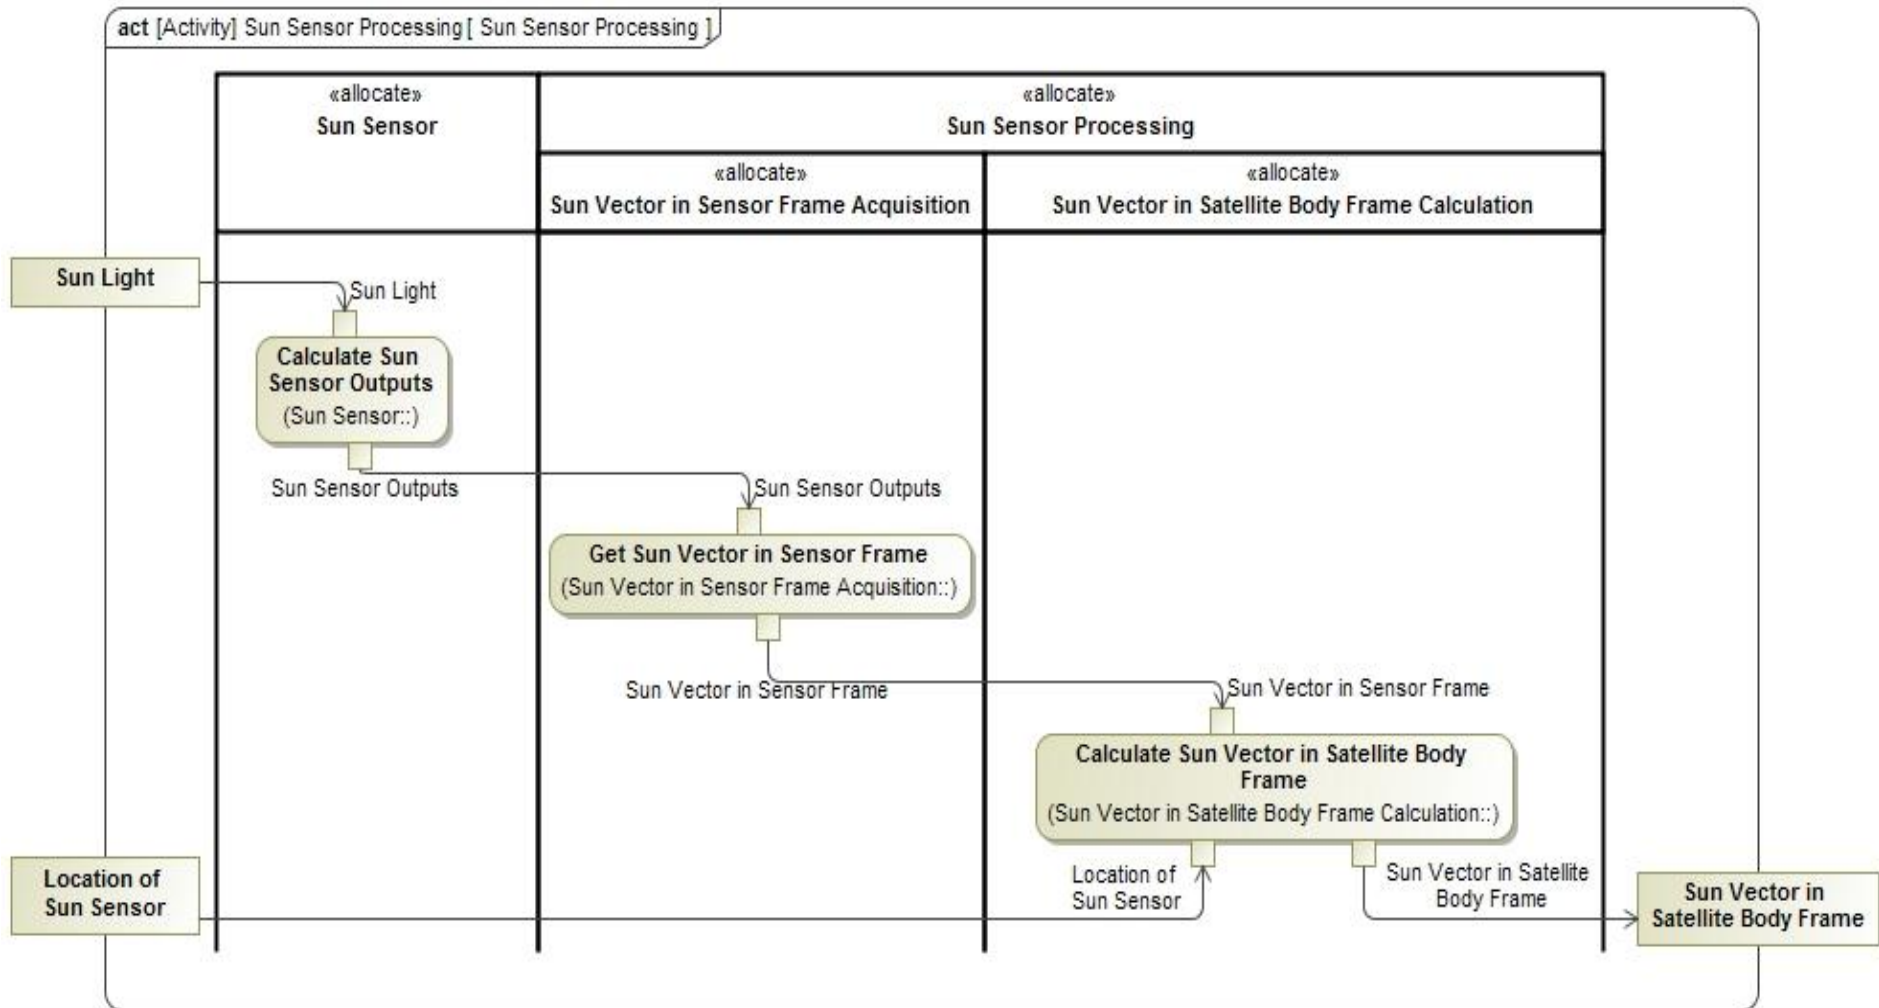 act [Activity] Sun Sensor Processing[ Sun Sensor Processing ]
«allocate»
Sun Sensor
«allocate»
Sun Sensor Processing
«allocate»
Sun Vector in Sensor Frame Acquisition
«allocate»
Sun Vector in Satellite Body Frame Calculation
Sun Light
Sun Light
Calculate Sun
Sensor Outputs
(Sun Sensor::)
Sun Sensor Outputs
Sun Sensor Outputs
Get Sun Vector in Sensor Frame
(Sun Vector in Sensor Frame Acquisition::)
Sun Vector in Sensor Frame
Sun Vector in Sensor Frame
Calculate Sun Vector in Satellite Body
Frame
(Sun Vector in Satellite Body Frame Calculation::)
Location of
Sun Sensor
Location of
Sun Sensor
Sun Vector in Satellite
Body Frame
Sun Vector in
Satellite Body Frame